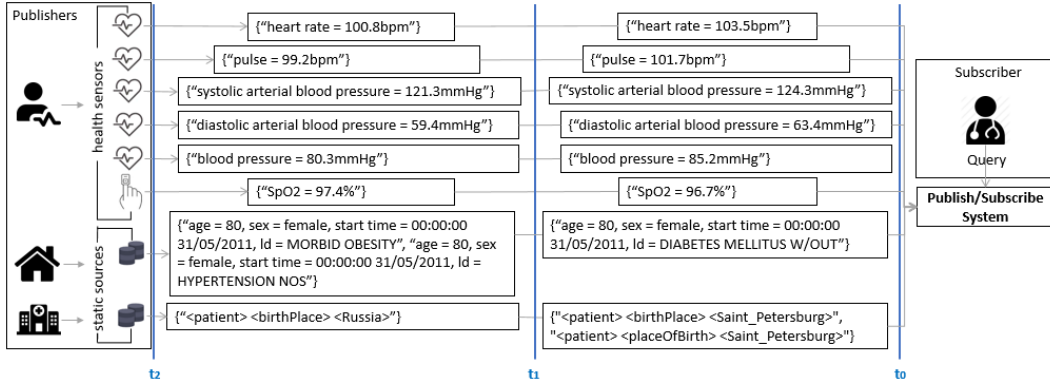 Publishers
health sensors
static sources
{“heart rate = 100.8bpm”}
{“heart rate = 103.5bpm”}
{“pulse = 99.2bpm”}
{“pulse = 101.7bpm”}
{“systolic arterial blood pressure = 121.3mmHg”}
{“systolic arterial blood pressure = 124.3mmHg”}
{“diastolic arterial blood pressure = 59.4mmHg”}
{“diastolic arterial blood pressure = 63.4mmHg”}
{“blood pressure = 80.3mmHg”}
{“blood pressure = 85.2mmHg”}
{“SpO2 = 97.4%”}
{“SpO2 = 96.7%”}
{“age = 80, sex = female, start time = 00:00:00
31/05/2011, ld = MORBID OBESITY”, “age = 80, sex
= female, start time = 00:00:00 31/05/2011, ld =
HYPERTENSION NOS”}
{“age = 80, sex = female, start time = 00:00:00
31/05/2011, ld = DIABETES MELLITUS W/OUT”}
{“<patient> <birthPlace> <Russia>”}
{"<patient> <birthPlace> <Saint_Petersburg>",
"<patient> <placeOfBirth> <Saint_Petersburg>"}
Subscriber
Query
Publish/Subscribe
System
t2
t1
t0